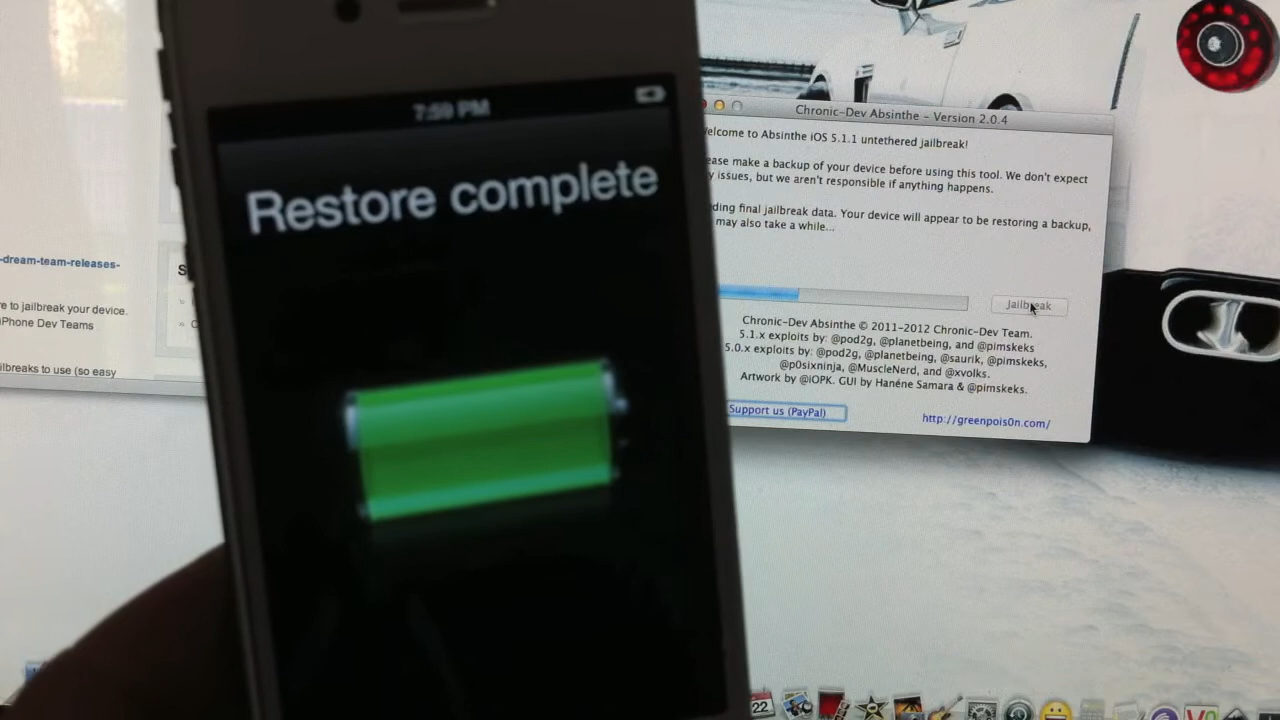 7:59 PM
Restore complete
Chronic-Dev Absinthe - Version 2.0.4
elcome to Absinthe iOS 5.1.1 untethered jailbreak!
ease make a backup of your device before using this tool. We don't expect
y issues, but we aren't responsible if anything happens.
ding final jailbreak data. Your device will appear to be restoring a backup,
may also take a while...
Jailbreak
Chronic-Dev Absinthe © 2011-2012 Chronic-Dev Team.
5.1.x exploits by: @pod2g, @planetbeing, and @pimskeks
5.0.x exploits by: @pod2g, @planetbeing, @saurik, @pimskeks,
@p0sixninja, @MuscleNerd, and @xvolks.
Artwork by @iOPK. GUI by Hanéne Samara & @pimskeks.
Support us (PayPal)
http://greenpois0n.com/
-dream-team-releases-
S
e to jailbreak your device.
iPhone Dev Teams
C
ilbreaks to use (so easy
22